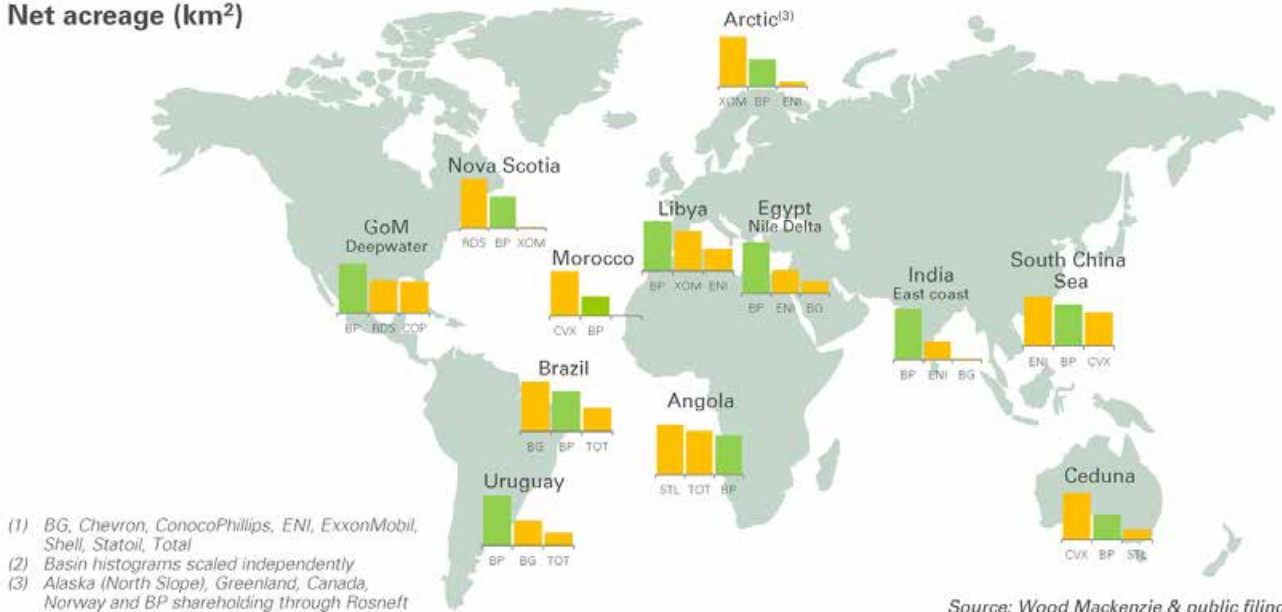 Net acreage (km²)
Arctic(3)
XOM BP ENI
Nova Scotia
RDS BP XOM
GoM
Deepwater
BP RDS COP
Morocco
CVX BP
Libya
BP XOM ENI
Egypt
Nile Delta
BP ENI BG
India
East coast
BP ENI BG
South China
Sea
ENI BP CVX
Brazil
BG BP TOT
Angola
STL TOT BP
Uruguay
BP BG TOT
Ceduna
CVX BP STL
(1) BG, Chevron, ConocoPhillips, ENI, ExxonMobil,
Shell, Statoil, Total
(2) Basin histograms scaled independently
(3) Alaska (North Slope), Greenland, Canada,
Norway and BP shareholding through Rosneft
Source: Wood Mackenzie & public filing